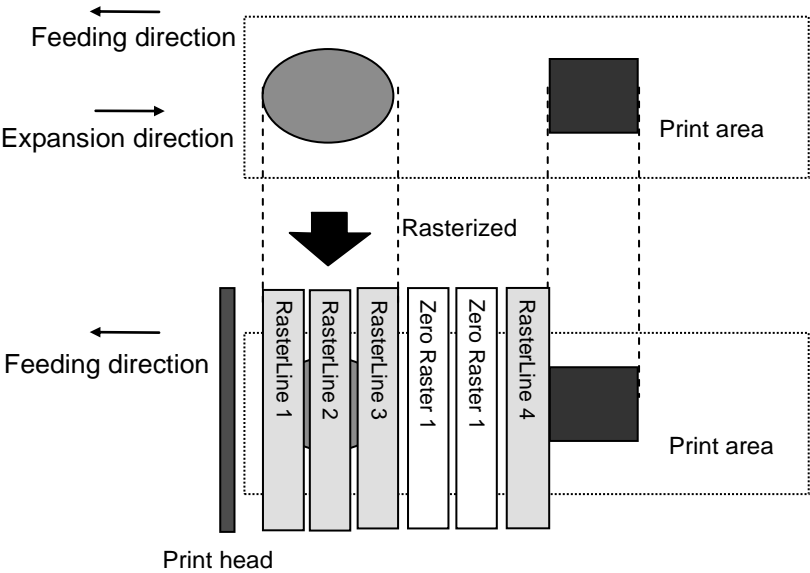 Feeding direction
Expansion direction
Print area
Rasterized
Feeding direction
RasterLine 1
RasterLine 2
RasterLine 3
Zero Raster 1
Zero Raster 1
RasterLine 4
Print area
Print head